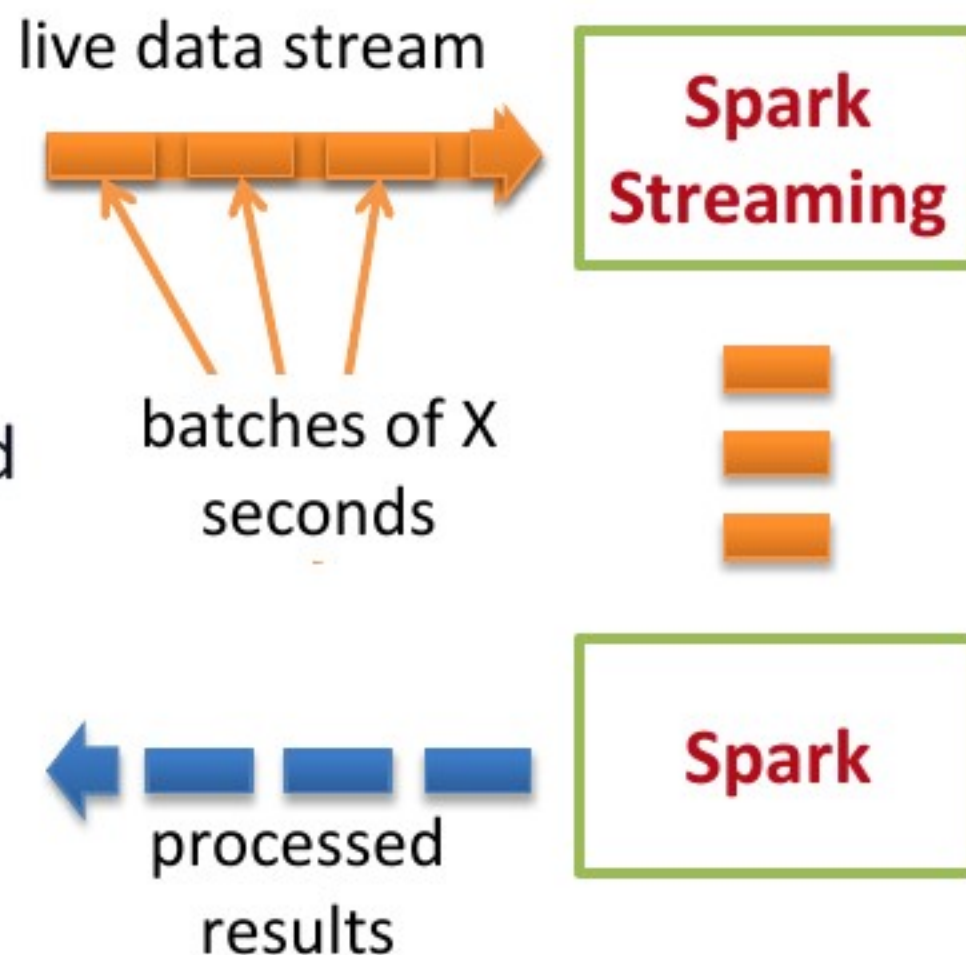 live data stream
Spark
Streaming
batches of X
seconds
Spark
processed
results